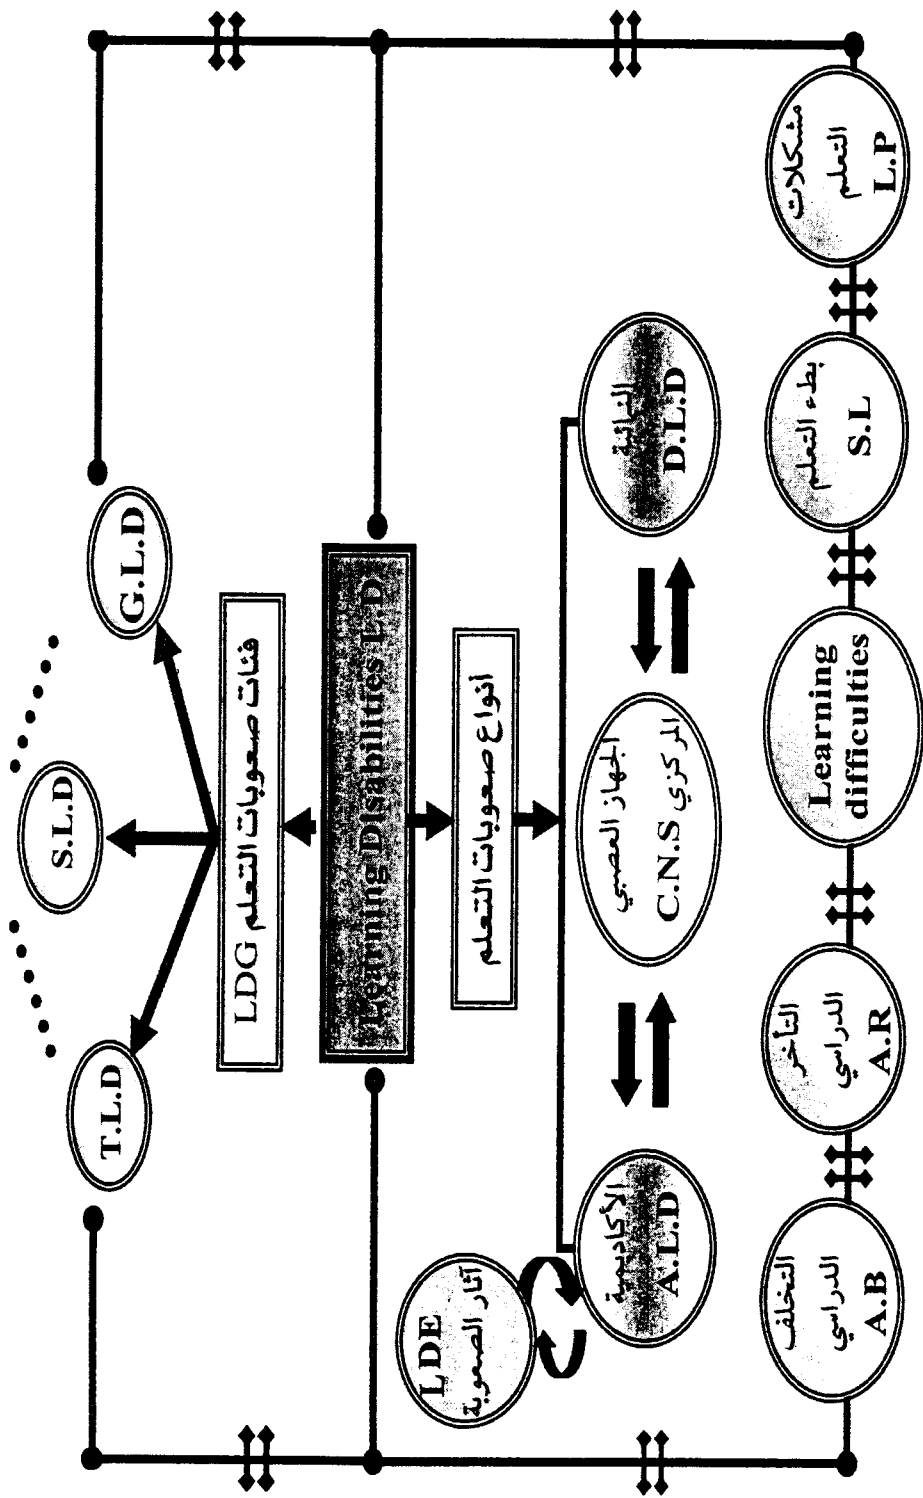 T.L.D
S.L.D
G.L.D
فئات صعوبات التعلم LDG
Learning Disabilities L.D
أنواع صعوبات التعلم
LDE
آثار الصعوبة
الأكاديمية
A.L.D
الجهاز العصبي
المركزي C.N.S
النمائية
D.L.D
التخلف
الدراسي
A.B
التأخر
الدراسي
A.R
Learning
difficulties
بطء التعلم
S.L
مشكلات
التعلم
L.P